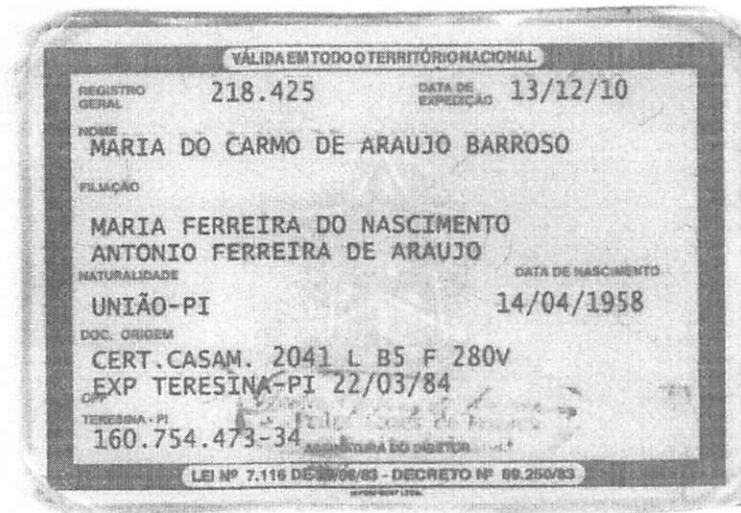 VÁLIDA EM TODO O TERRITÓRIO NACIONAL
REGISTRO GERAL 218.425 DATA DE EXPEDIÇÃO 13/12/10
NOME
MARIA DO CARMO DE ARAUJO BARROSO
FILIAÇÃO
MARIA FERREIRA DO NASCIMENTO
ANTONIO FERREIRA DE ARAUJO
NATURALIDADE DATA DE NASCIMENTO
UNIÃO-PI 14/04/1958
DOC. ORIGEM
CERT.CASAM. 2041 L B5 F 280V
EXP TERESINA-PI 22/03/84
CPF
TERESINA - PI
160.754.473-34
ASSINATURA DO DIRETOR
LEI Nº 7.116 DE 29/08/83 - DECRETO Nº 89.250/83